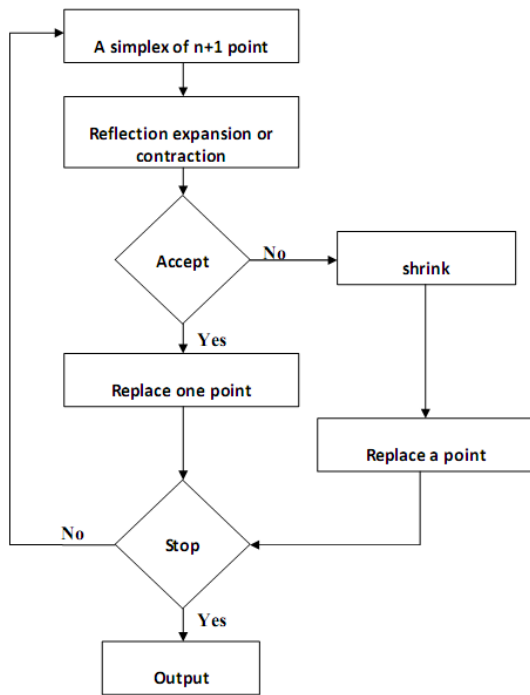 A simplex of n+1 point
Reflection expansion or
contraction
Accept
No
shrink
Yes
Replace one point
Replace a point
No
Stop
Yes
Output